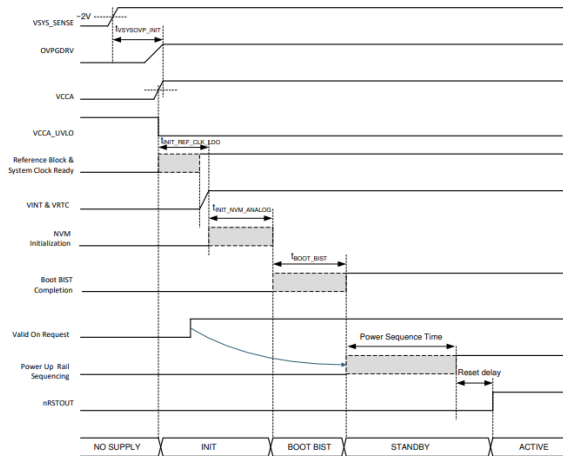 ~2V
VSYS_SENSE
tVSYSOVP_INIT
OVPGDRV
VCCA
VCCA_UVLO
tINIT_REF_CLK_LDO
Reference Block &
System Clock Ready
VINT & VRTC
tINIT_NVM_ANALOG
NVM
Initialization
tBOOT_BIST
Boot BIST
Completion
Valid On Request
Power Sequence Time
Power Up Rail
Sequencing
Reset delay
nRSTOUT
NO SUPPLY INIT BOOT BIST STANDBY ACTIVE